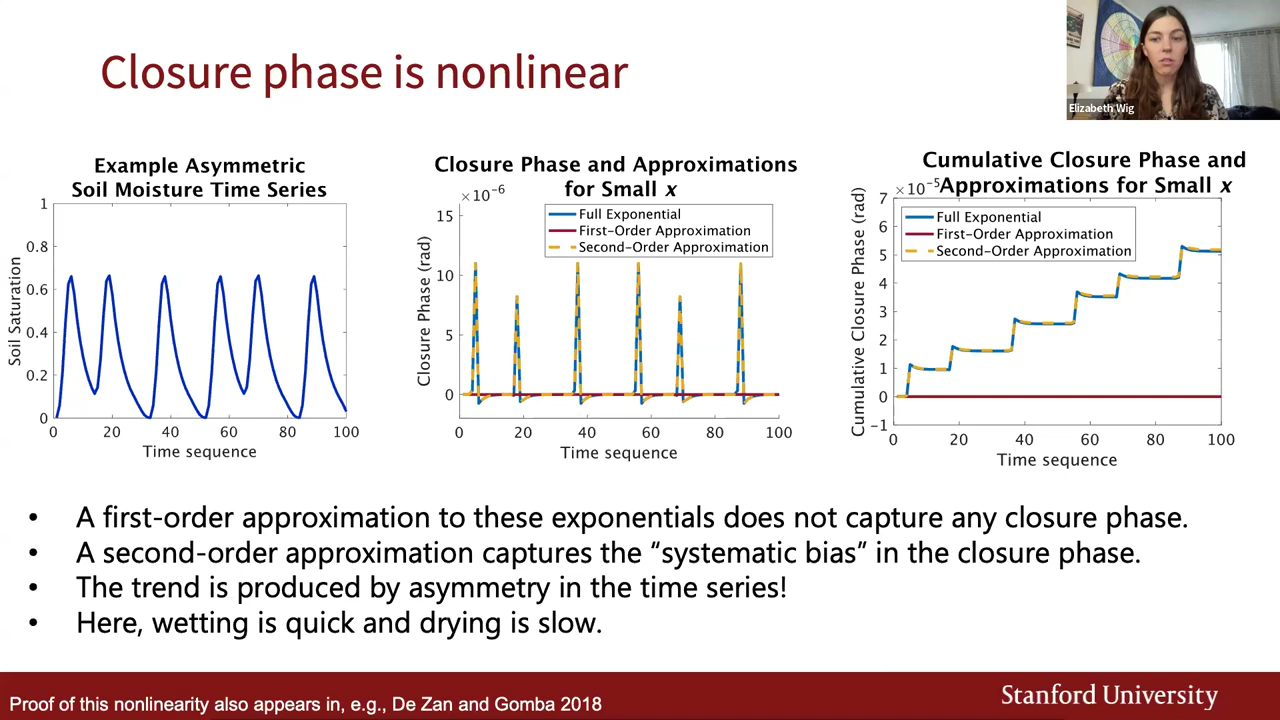 Closure phase is nonlinear
Elizabeth Wig
Example Asymmetric
Soil Moisture Time Series
1
0.8
0.6
0.4
0.2
0
Soil Saturation
0 20 40 60 80 100
Time sequence
Closure Phase and Approximations
for Small x
×10⁻⁶
15
10
5
0
Closure Phase (rad)
Full Exponential
First-Order Approximation
Second-Order Approximation
0 20 40 60 80 100
Time sequence
Cumulative Closure Phase and
Approximations for Small x
×10⁻⁵
7
6
5
4
3
2
1
0
-1
Cumulative Closure Phase (rad)
Full Exponential
First-Order Approximation
Second-Order Approximation
0 20 40 60 80 100
Time sequence
• A first-order approximation to these exponentials does not capture any closure phase.
• A second-order approximation captures the “systematic bias” in the closure phase.
• The trend is produced by asymmetry in the time series!
• Here, wetting is quick and drying is slow.
Proof of this nonlinearity also appears in, e.g., De Zan and Gomba 2018
Stanford University